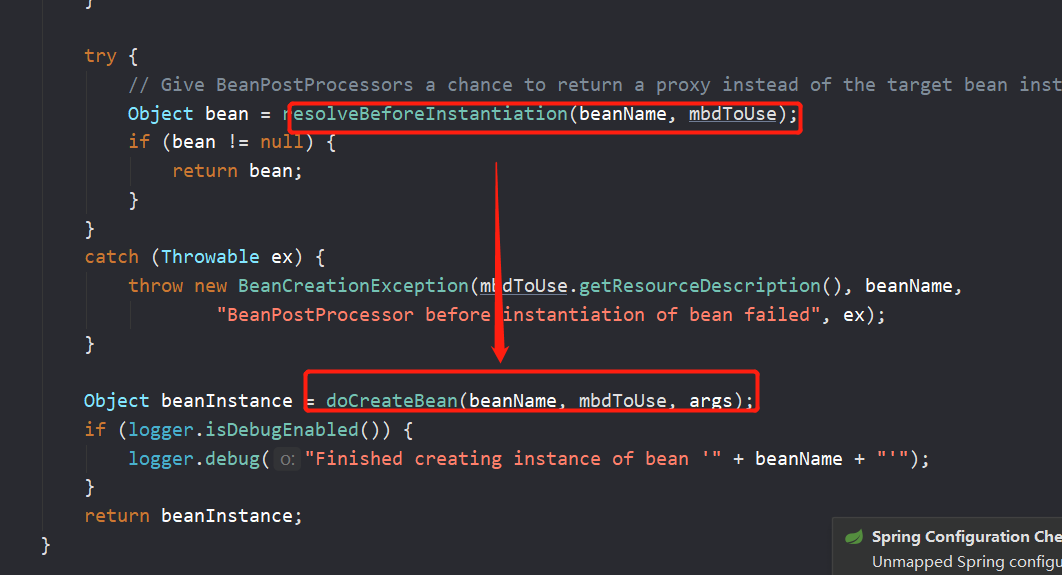 }
try {
// Give BeanPostProcessors a chance to return a proxy instead of the target bean inst
Object bean = resolveBeforeInstantiation(beanName, mbdToUse);
if (bean != null) {
return bean;
}
}
catch (Throwable ex) {
throw new BeanCreationException(mbdToUse.getResourceDescription(), beanName,
"BeanPostProcessor before instantiation of bean failed", ex);
}
Object beanInstance = doCreateBean(beanName, mbdToUse, args);
if (logger.isDebugEnabled()) {
logger.debug( o: "Finished creating instance of bean '" + beanName + "'");
}
return beanInstance;
}
Spring Configuration Che
Unmapped Spring configu